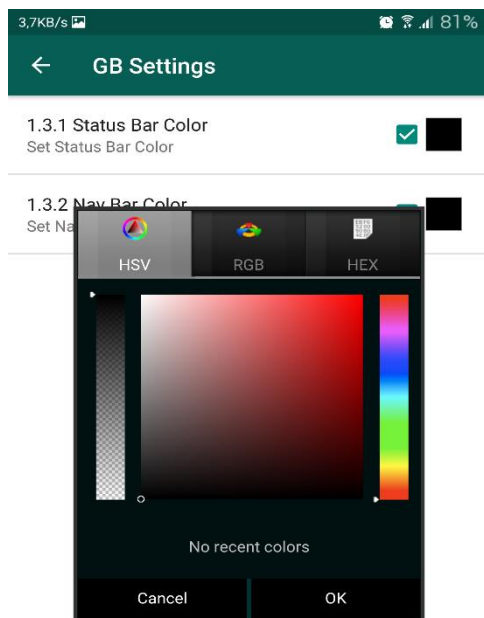 3,7KB/s 81%
GB Settings
1.3.1 Status Bar Color
Set Status Bar Color
1.3.2 Nav Bar Color
Set Na
HSV RGB HEX
No recent colors
Cancel OK